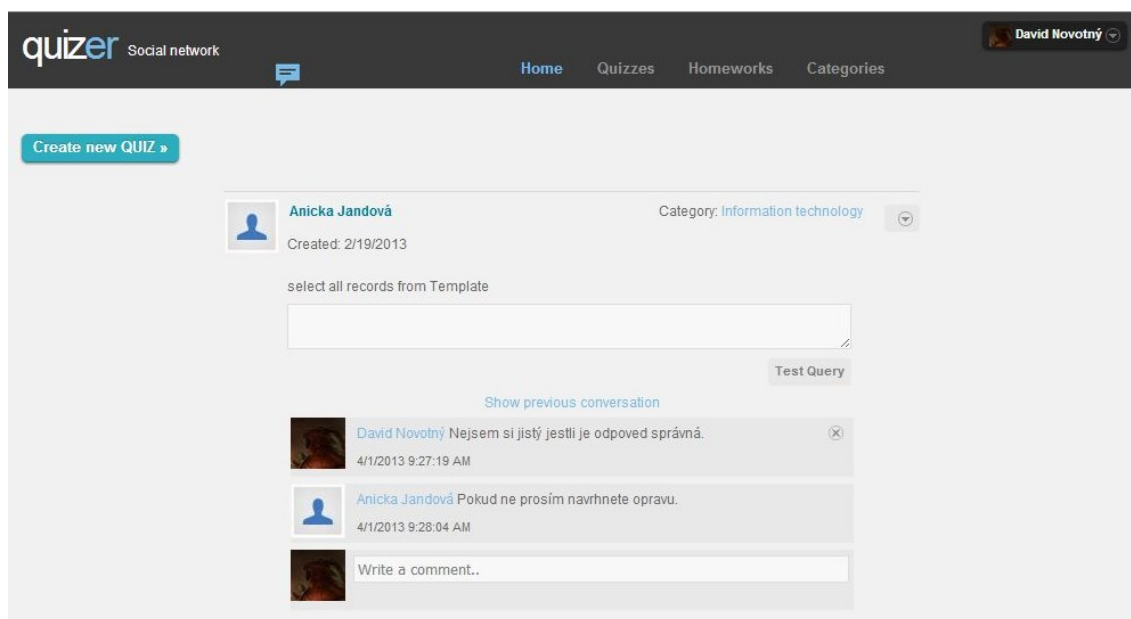 quizer Social network
David Novotný
Home Quizzes Homeworks Categories
Create new QUIZ »
Anicka Jandová Category: Information technology
Created: 2/19/2013
select all records from Template
Test Query
Show previous conversation
David Novotný Nejsem si jistý jestli je odpoved správná.
4/1/2013 9:27:19 AM
Anicka Jandová Pokud ne prosím navrhnete opravu.
4/1/2013 9:28:04 AM
Write a comment..